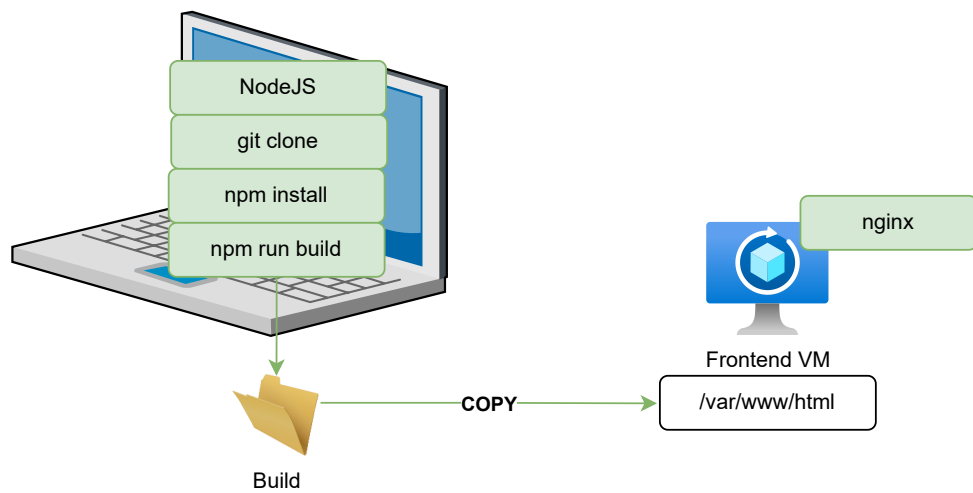 NodeJS
git clone
npm install
npm run build
nginx
Frontend VM
/var/www/html
COPY
Build